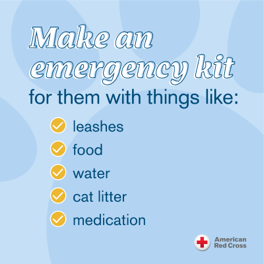 Make an
emergency kit
for them with things like:
leashes
food
water
cat litter
medication
American
Red Cross